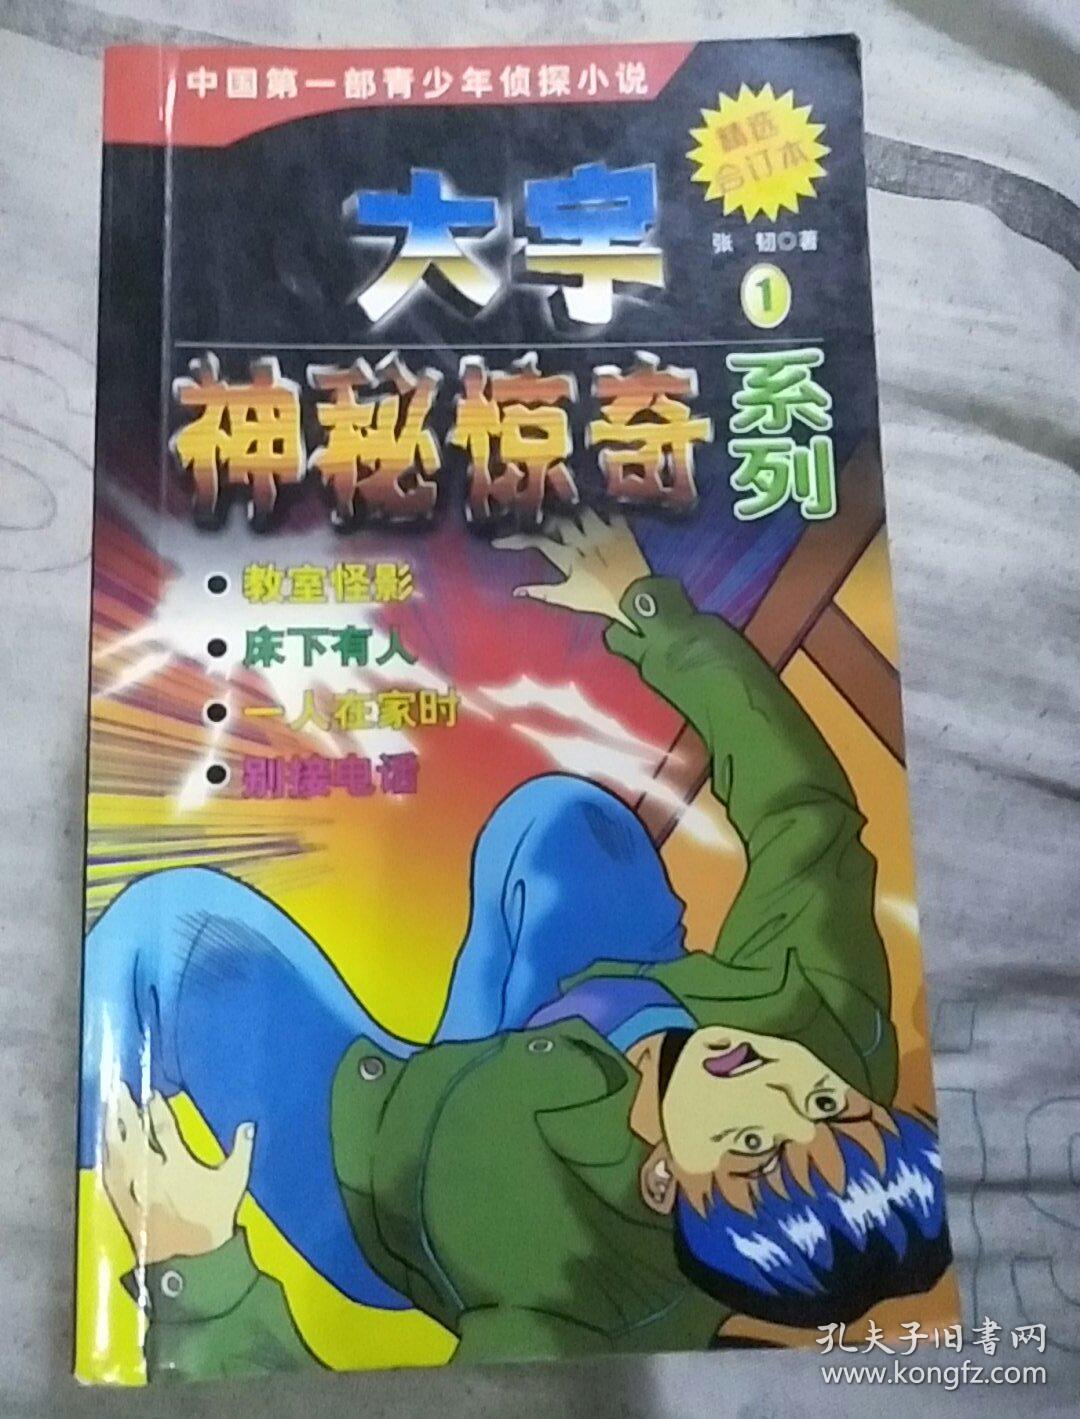 中国第一部青少年侦探小说
精选
合订本
张 韧◎著
大宇
1
神秘惊奇
系列
• 教室怪影
• 床下有人
• 一人在家时
• 别接电话
孔夫子旧書网
www.kongfz.com